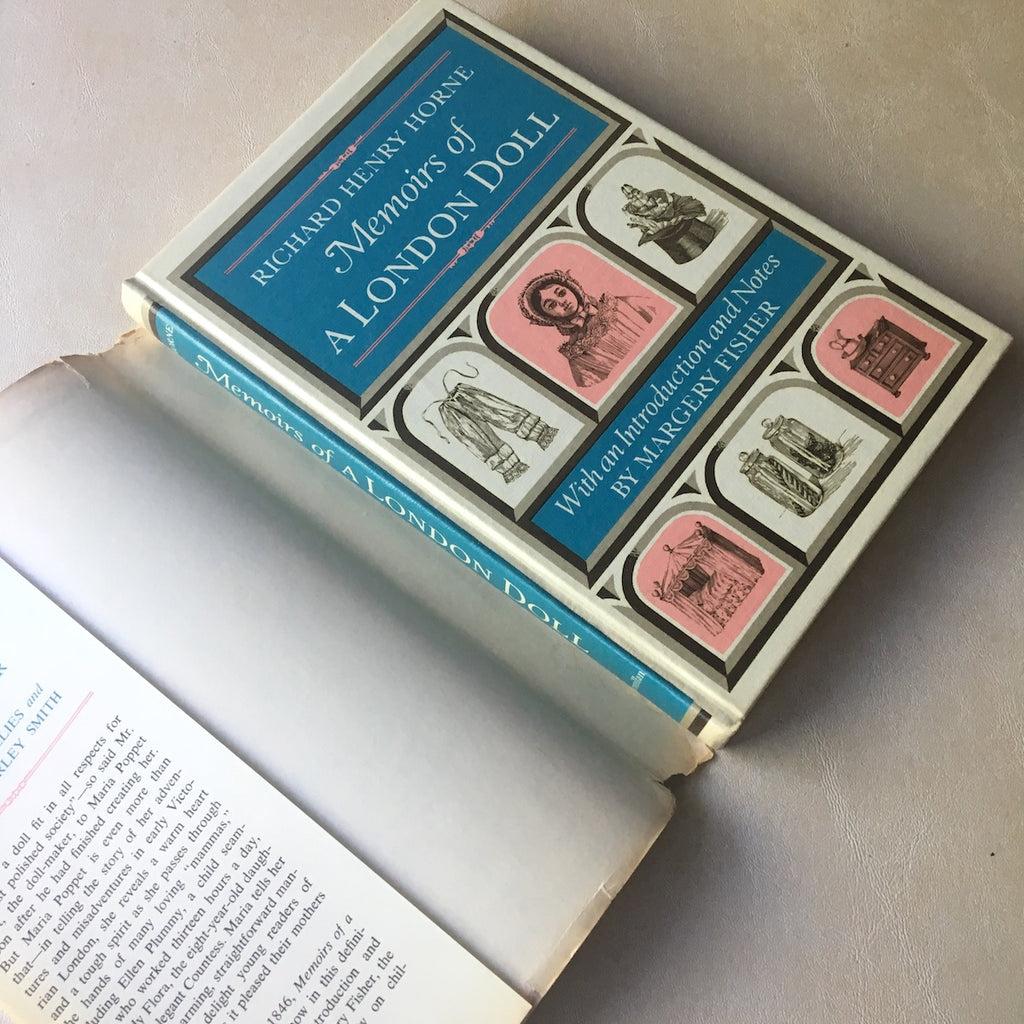 RICHARD HENRY HORNE
Memoirs of
A LONDON DOLL
With an Introduction and Notes
BY MARGERY FISHER
Memoirs of A LONDON DOLL
LIES and
RLEY SMITH
a doll fit in all respects for
polished society"—so said Mr.
the doll-maker, to Maria Poppet
on after he had finished creating her.
But Maria Poppet is even more than
that—in telling the story of her adven-
tures and misadventures in early Victo-
rian London, she reveals a warm heart
and a tough spirit as she passes through
he hands of many loving "mammas,"
luding Ellen Plummy, a child seam-
who worked thirteen hours a day,
y Flora, the eight-year-old daugh-
legant Countess. Maria tells her
arming, straightforward man-
delight young readers of
it pleased their mothers
1846, Memoirs of a
ow in this defini-
troduction and
ry Fisher, the
y on chil-